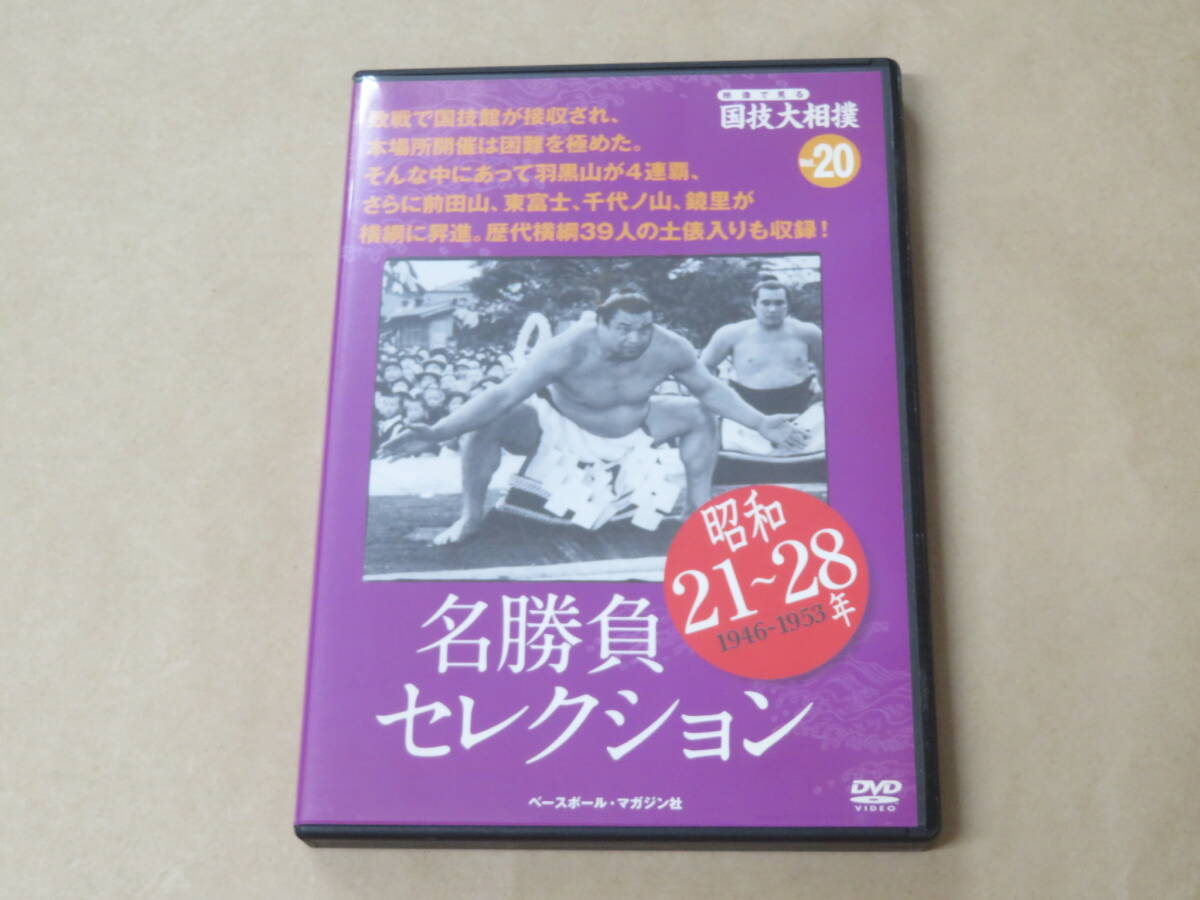 敗戦で国技館が接収され、
本場所開催は困難を極めた。
そんな中にあって羽黒山が4連覇、
さらに前田山、東富士、千代ノ山、鏡里が
横綱に昇進。歴代横綱39人の土俵入りも収録！
映像で見る
国技大相撲
Vol.20
昭和
21～28年
1946-1953
名勝負
セレクション
ベースボール・マガジン社
DVD
VIDEO